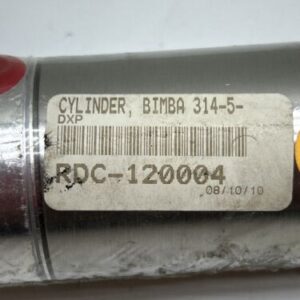 CYLINDER, BIMBA 314-5-
DXP
RDC-120004
08/10/10